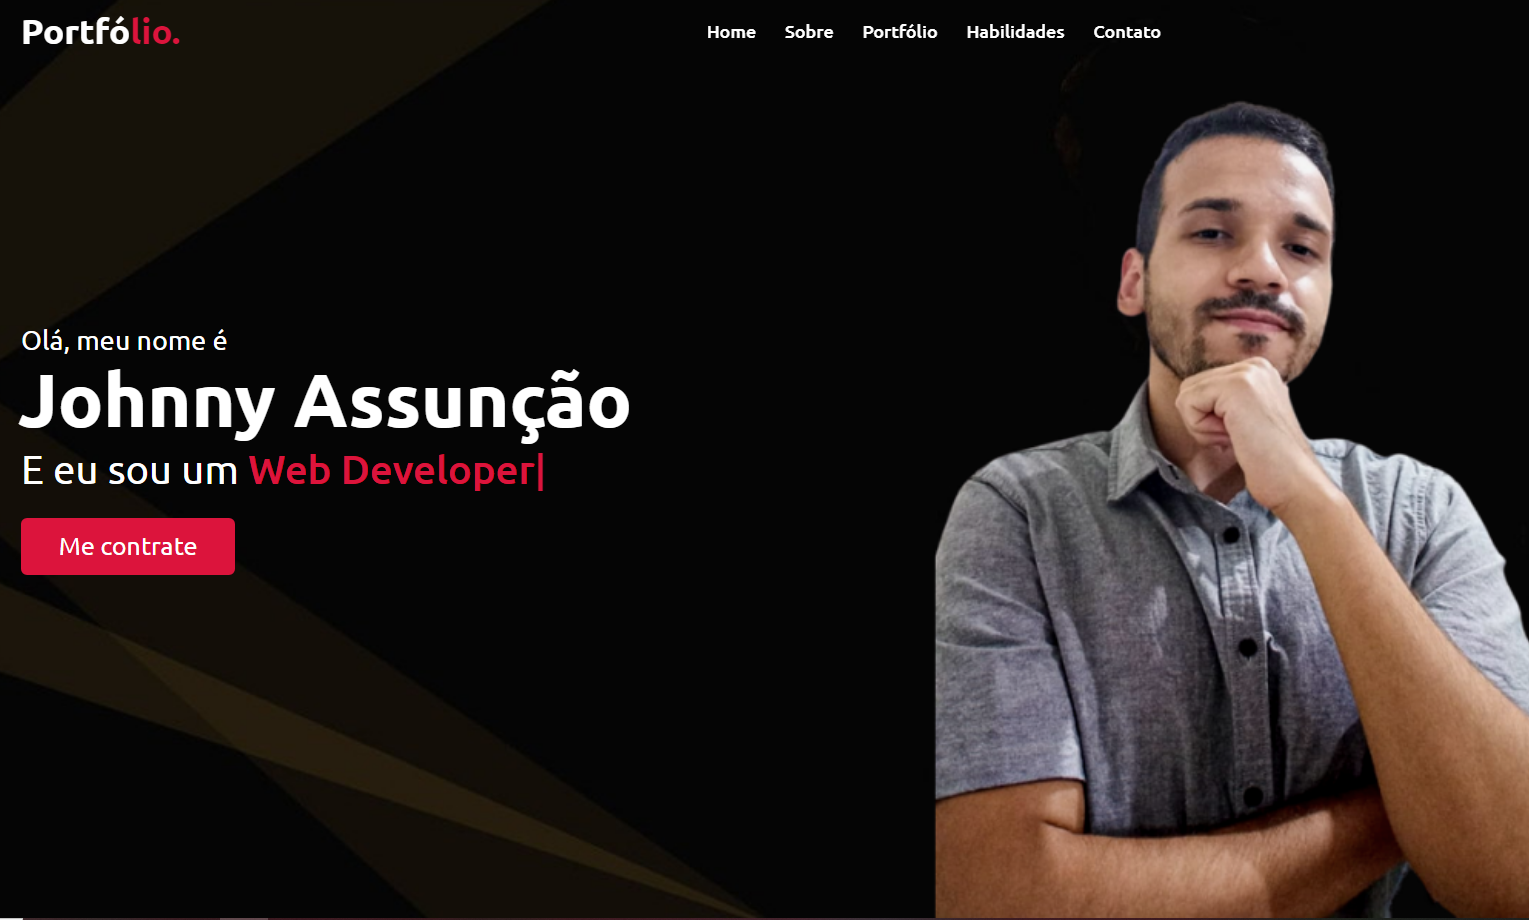 Portfólio.
Home Sobre Portfólio Habilidades Contato
Olá, meu nome é
Johnny Assunção
E eu sou um Web Developer|
Me contrate